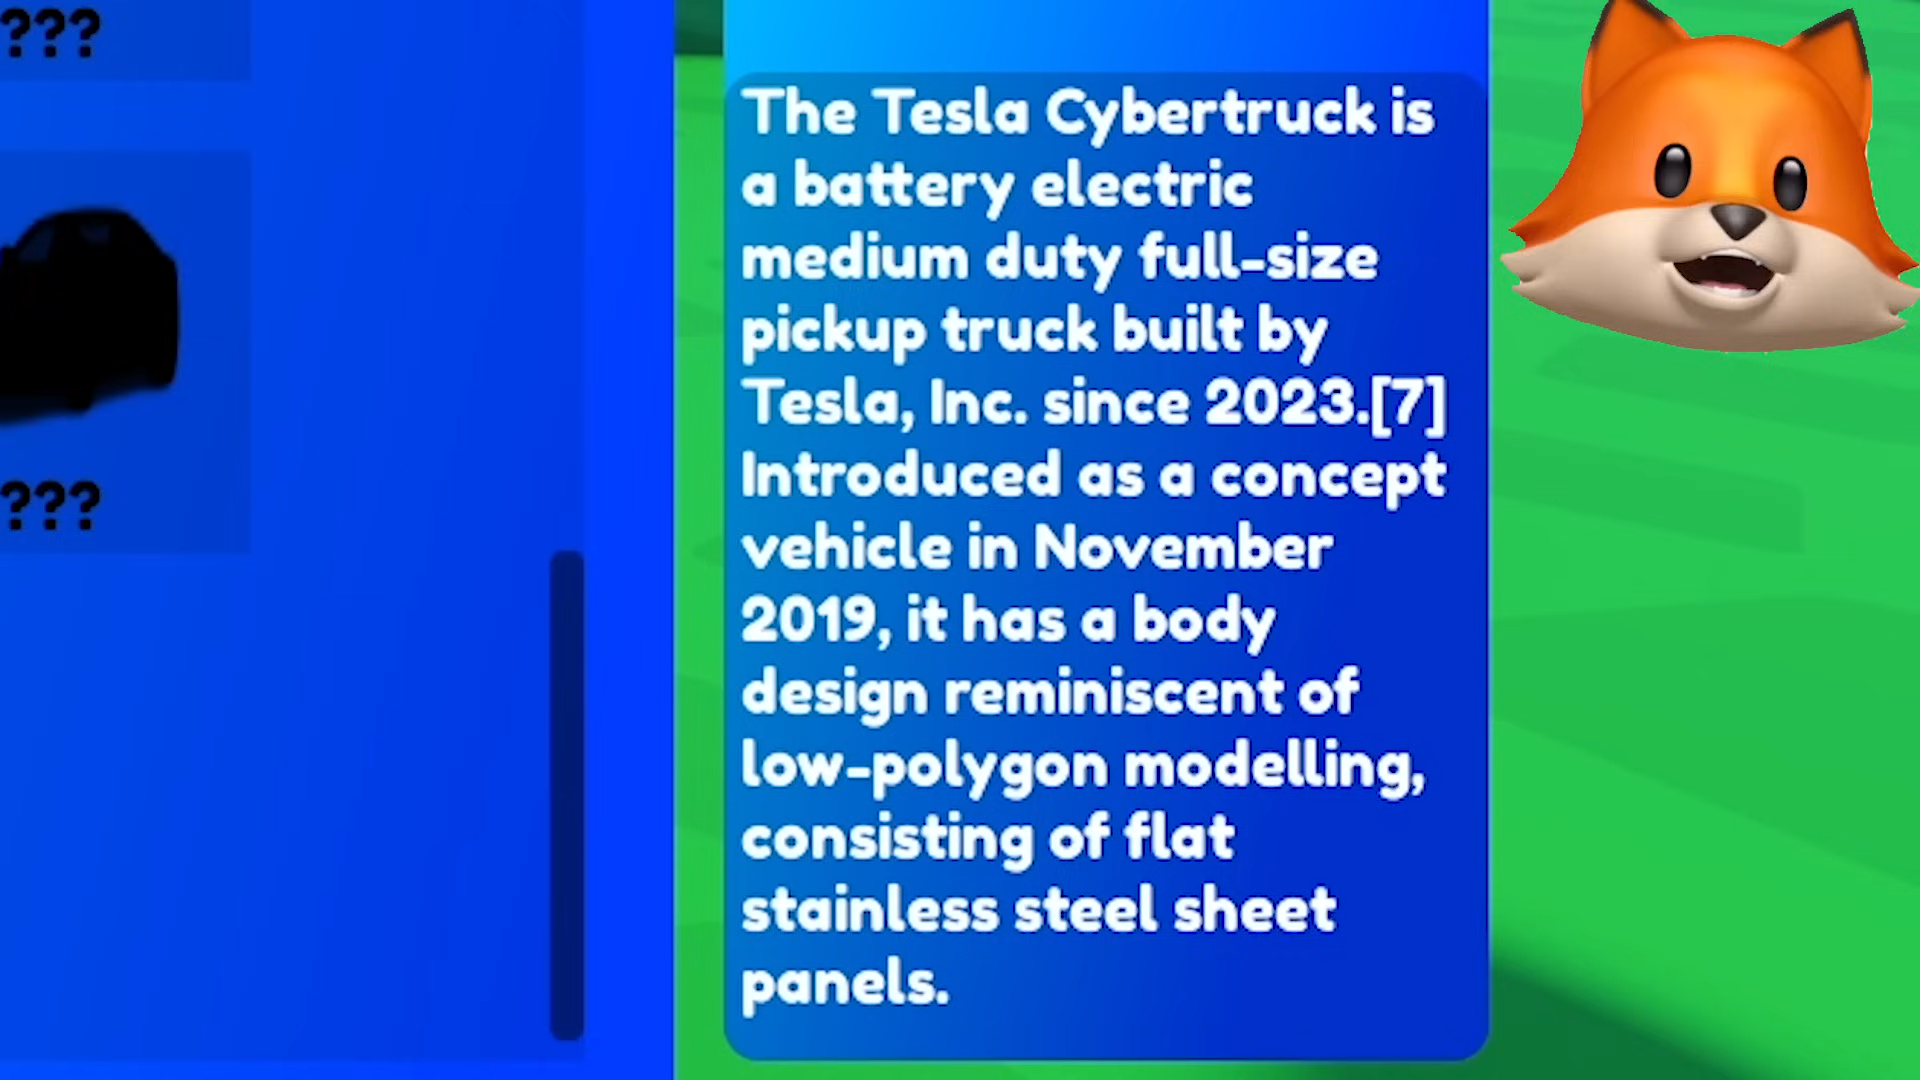 ???
???
The Tesla Cybertruck is
a battery electric
medium duty full-size
pickup truck built by
Tesla, Inc. since 2023.[7]
Introduced as a concept
vehicle in November
2019, it has a body
design reminiscent of
low-polygon modelling,
consisting of flat
stainless steel sheet
panels.